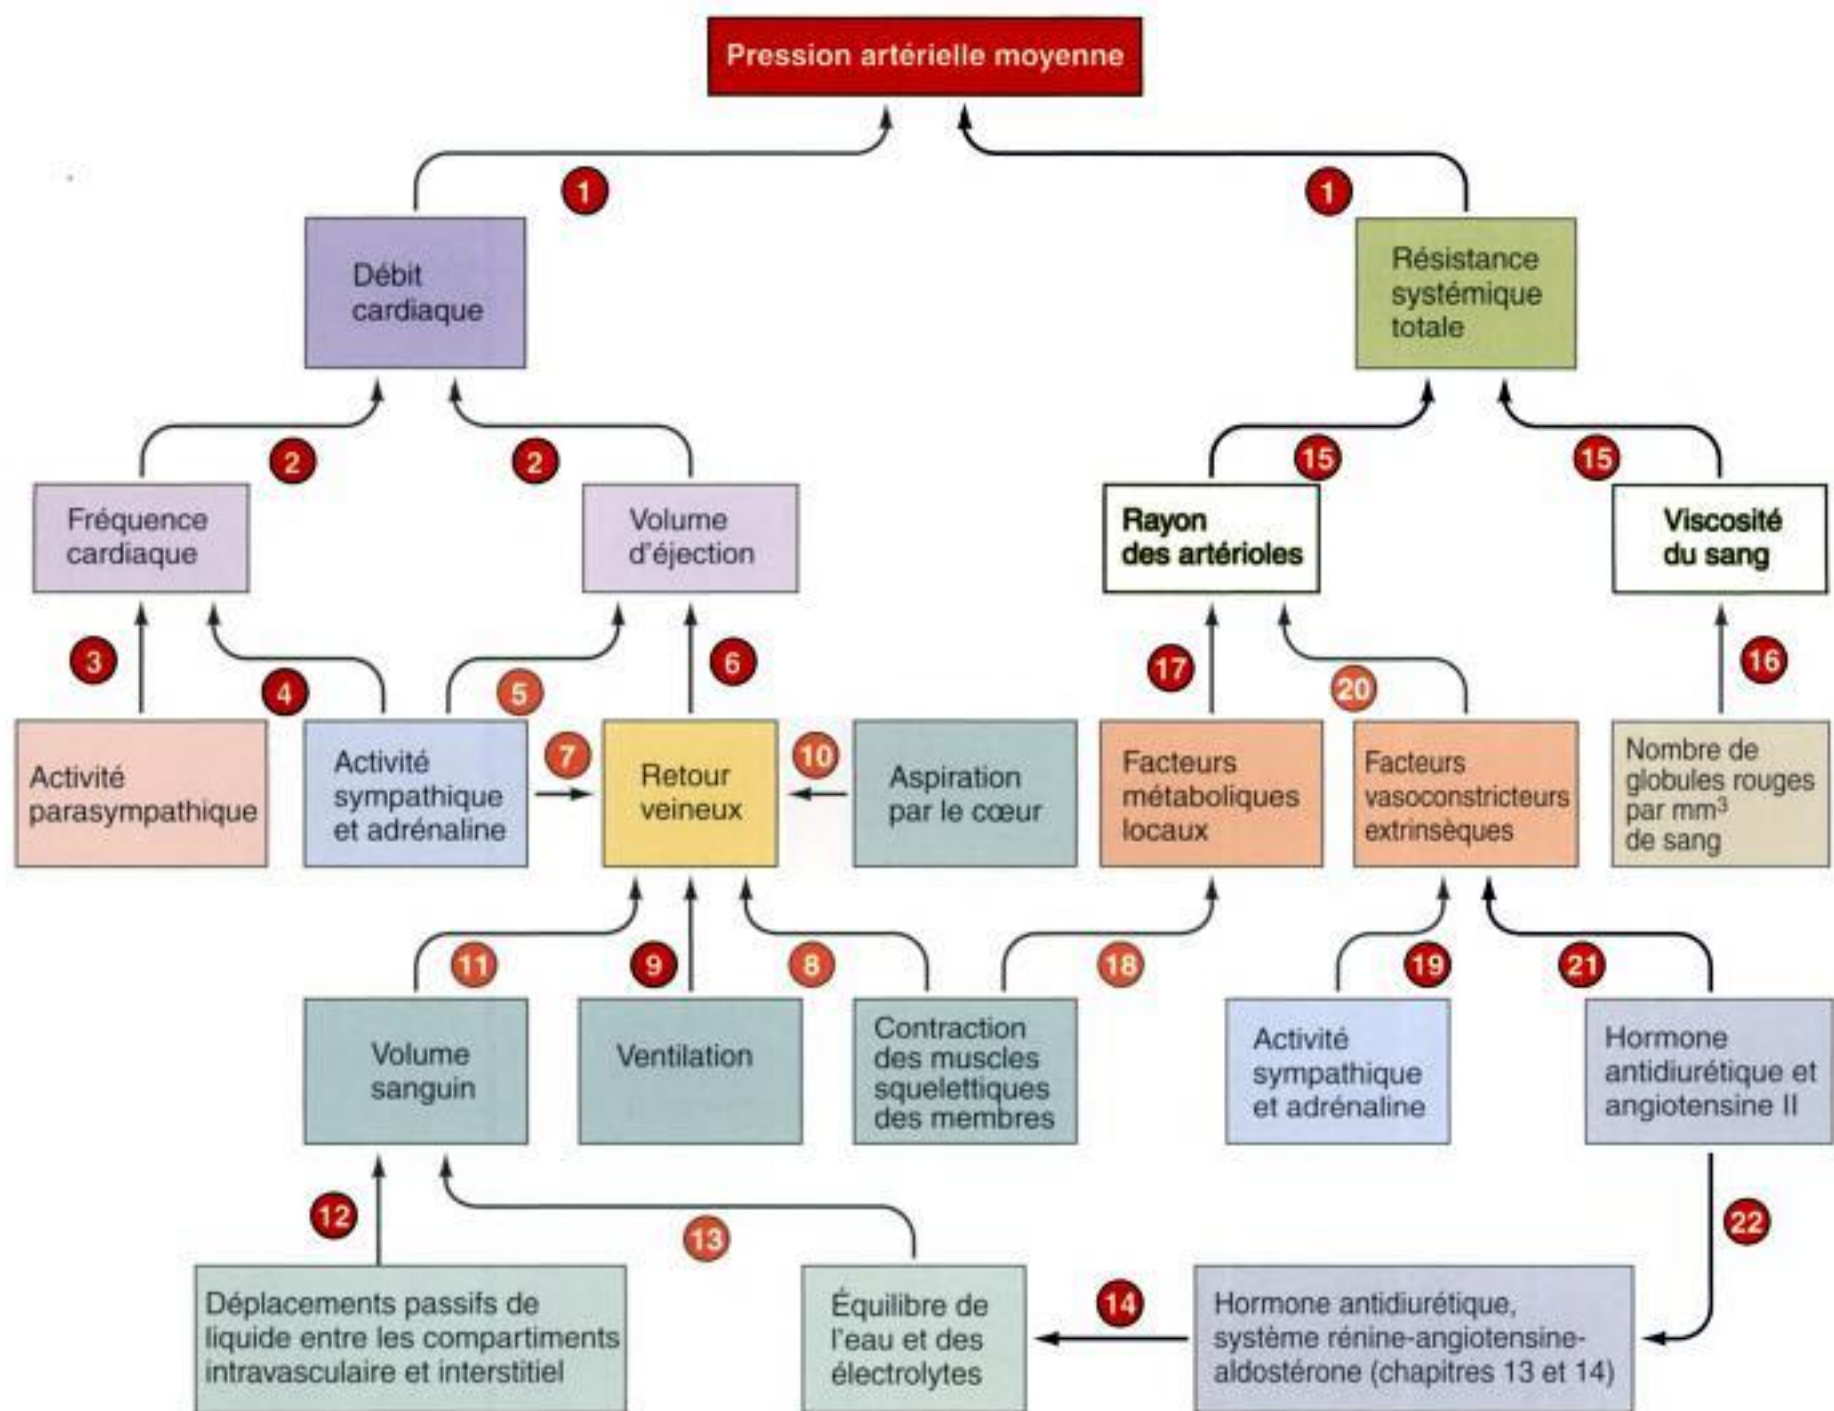 Pression artérielle moyenne
1
1
Débit
cardiaque
Résistance
systémique
totale
2
2
15
15
Fréquence
cardiaque
Volume
d'éjection
Rayon
des artérioles
Viscosité
du sang
3
4
5
6
17
20
16
Activité
parasympathique
Activité
sympathique
et adrénaline
7
Retour
veineux
10
Aspiration
par le cœur
Facteurs
métaboliques
locaux
Facteurs
vasoconstricteurs
extrinsèques
Nombre de
globules rouges
par mm³
de sang
11
9
8
18
19
21
Volume
sanguin
Ventilation
Contraction
des muscles
squelettiques
des membres
Activité
sympathique
et adrénaline
Hormone
antidiurétique et
angiotensine II
12
13
22
Déplacements passifs de
liquide entre les compartiments
intravasculaire et interstitiel
Équilibre de
l'eau et des
électrolytes
14
Hormone antidiurétique,
système rénine-angiotensine-
aldostérone (chapitres 13 et 14)